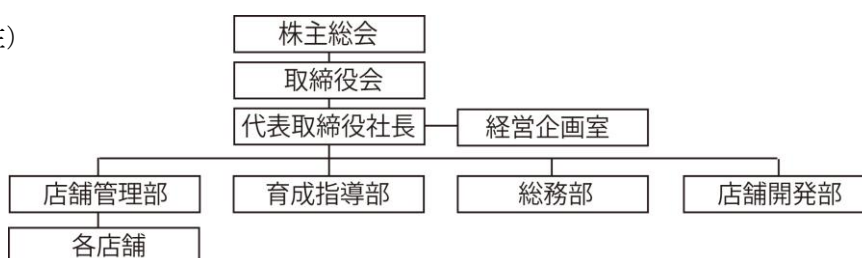 株主総会
取締役会
代表取締役社長 経営企画室
店舗管理部 育成指導部 総務部 店舗開発部
各店舗